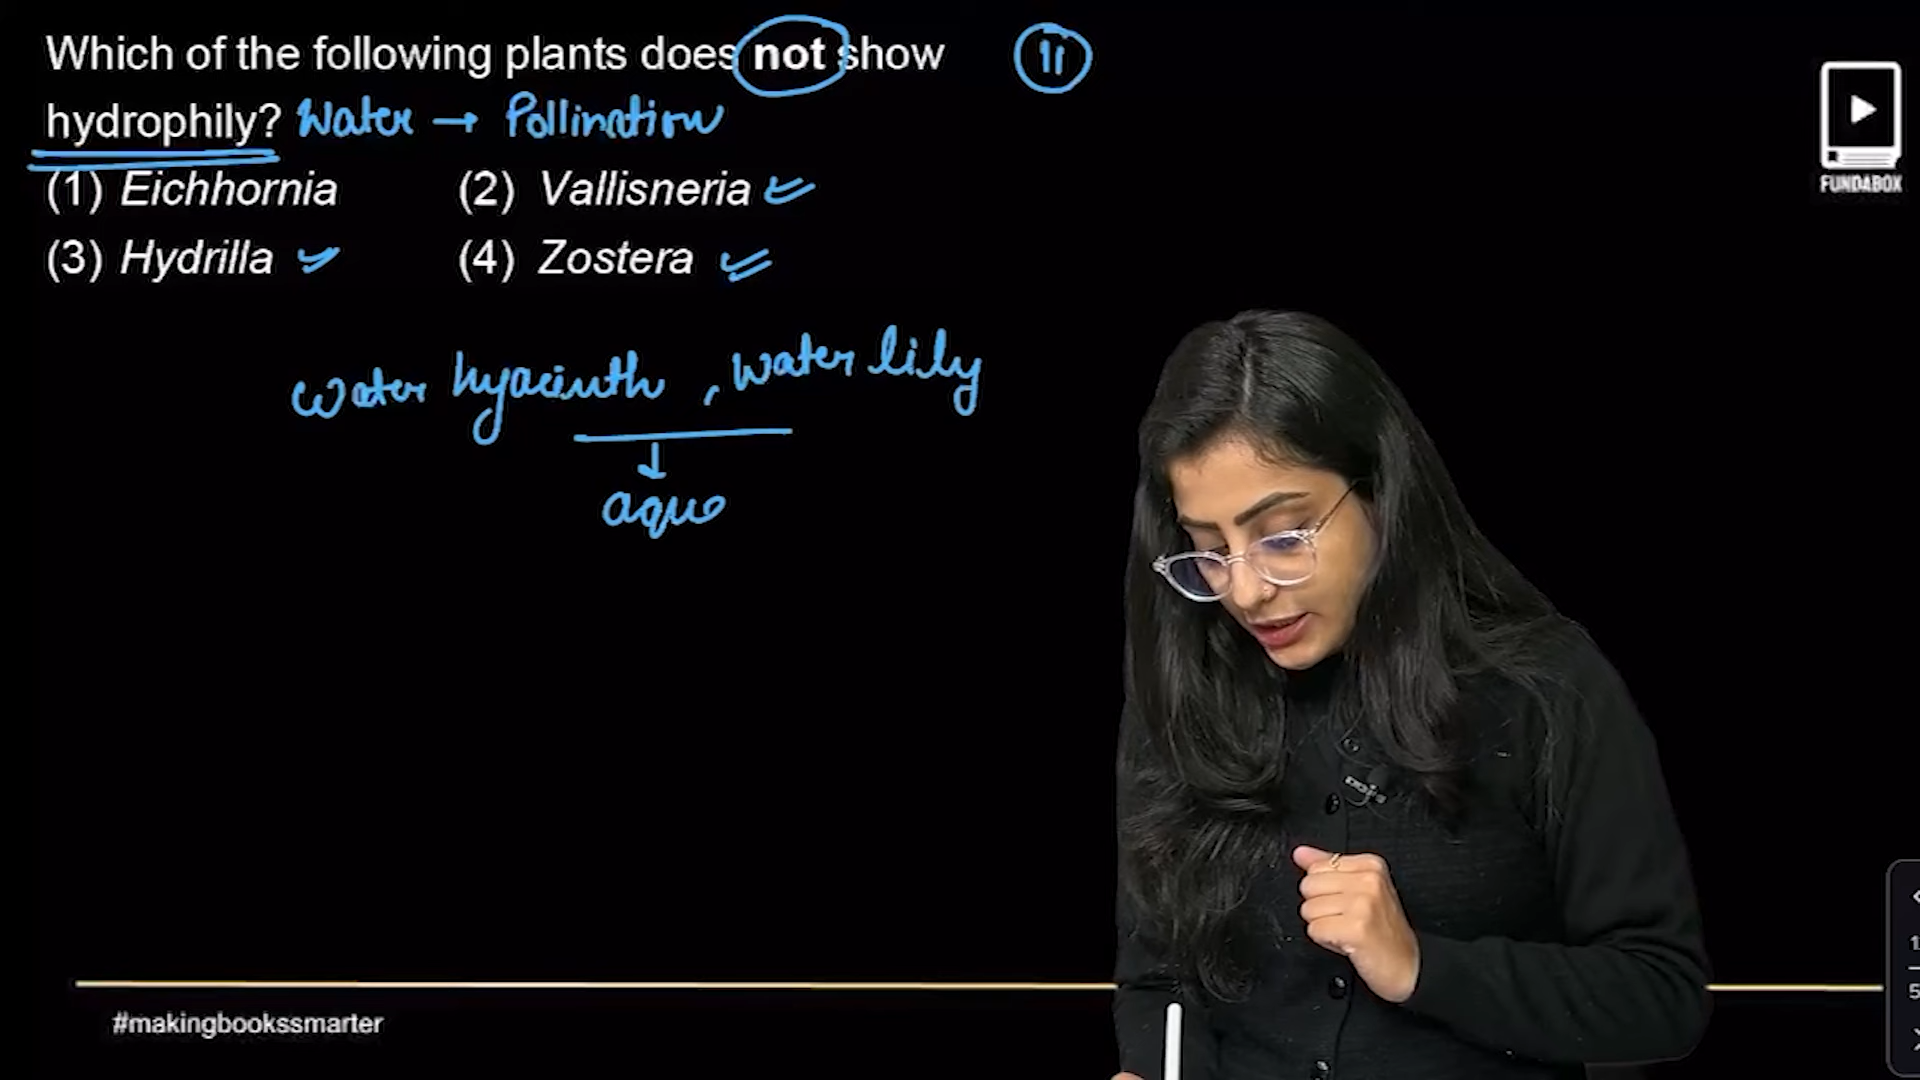 Which of the following plants does not show 11
hydrophily? Water → Pollination
(1) Eichhornia (2) Vallisneria
(3) Hydrilla (4) Zostera
water hyacinth, water lily
aque
FUNDABOX
#makingbookssmarter